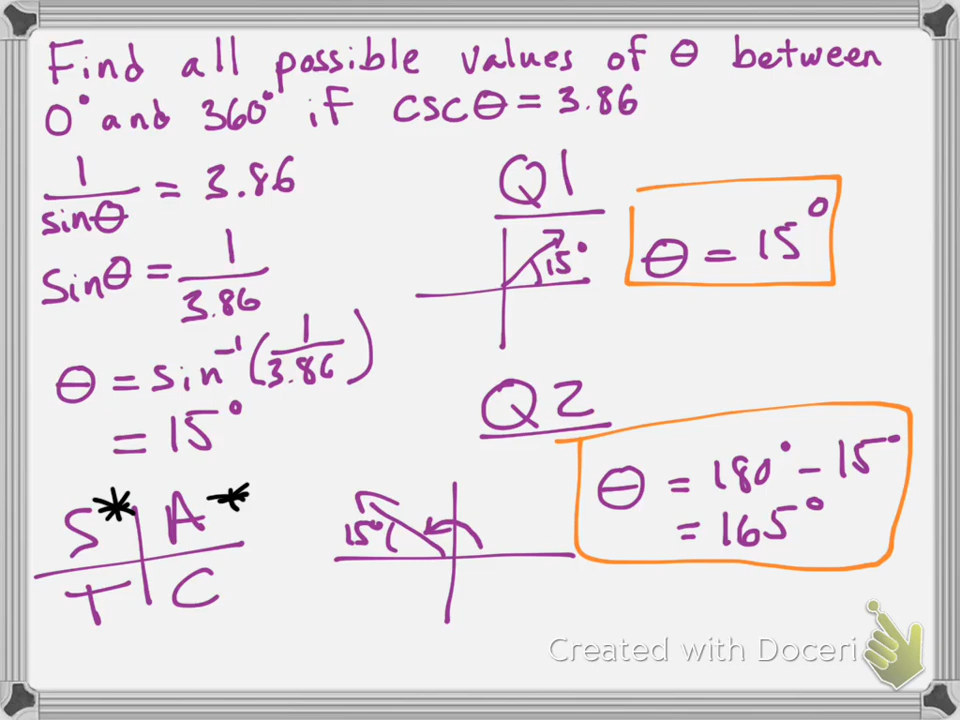 Find all possible values of θ between
0° and 360° if cscθ = 3.86
1/sinθ = 3.86
sinθ = 1/3.86
θ = sin⁻¹(1/3.86)
= 15°
S* A*
T C
Q1
15°
θ = 15°
Q2
15°
θ = 180° - 15°
= 165°
Created with Doceri